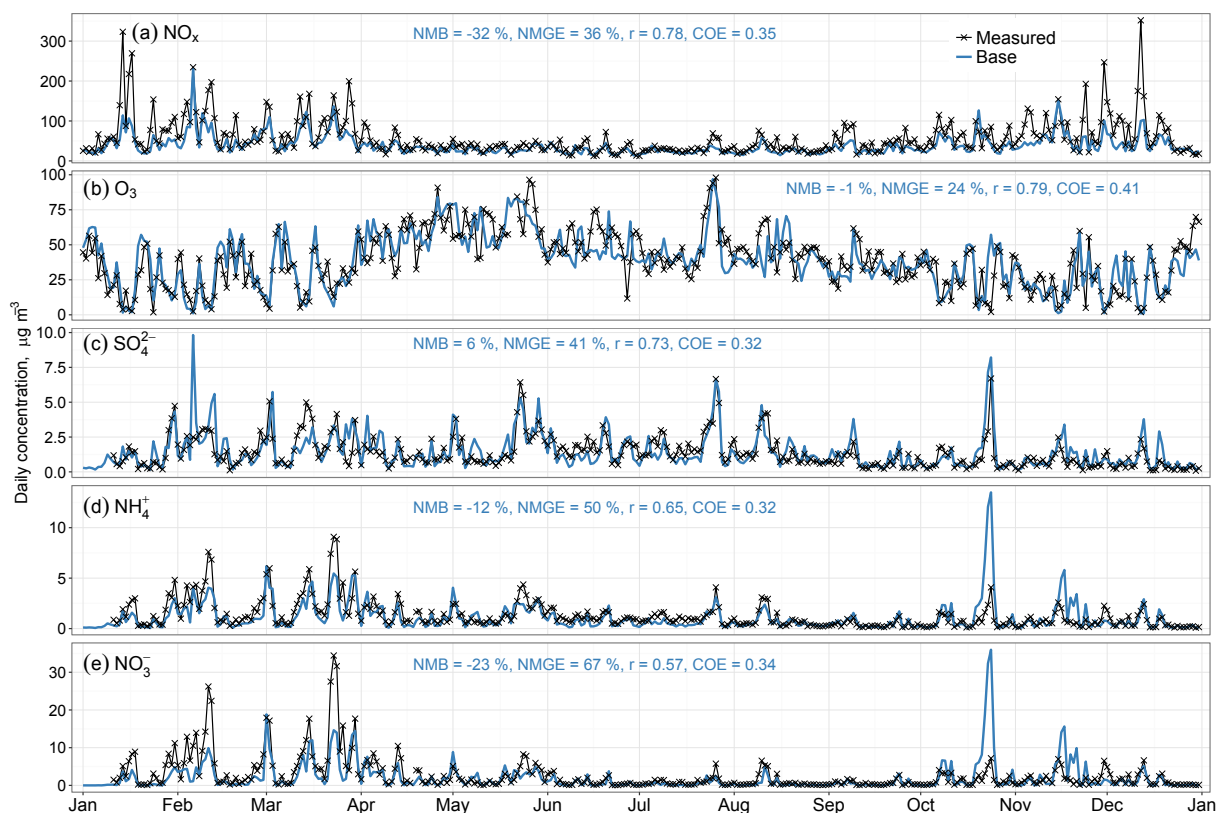 (a) NOₓ
NMB = -32 %, NMGE = 36 %, r = 0.78, COE = 0.35
Measured
Base
300
200
100
0
(b) O₃
NMB = -1 %, NMGE = 24 %, r = 0.79, COE = 0.41
100
75
50
25
0
(c) SO₄²⁻
NMB = 6 %, NMGE = 41 %, r = 0.73, COE = 0.32
10.0
7.5
5.0
2.5
0.0
Daily concentration, μg m⁻³
(d) NH₄⁺
NMB = -12 %, NMGE = 50 %, r = 0.65, COE = 0.32
10
5
0
(e) NO₃⁻
NMB = -23 %, NMGE = 67 %, r = 0.57, COE = 0.34
30
20
10
0
Jan Feb Mar Apr May Jun Jul Aug Sep Oct Nov Dec Jan